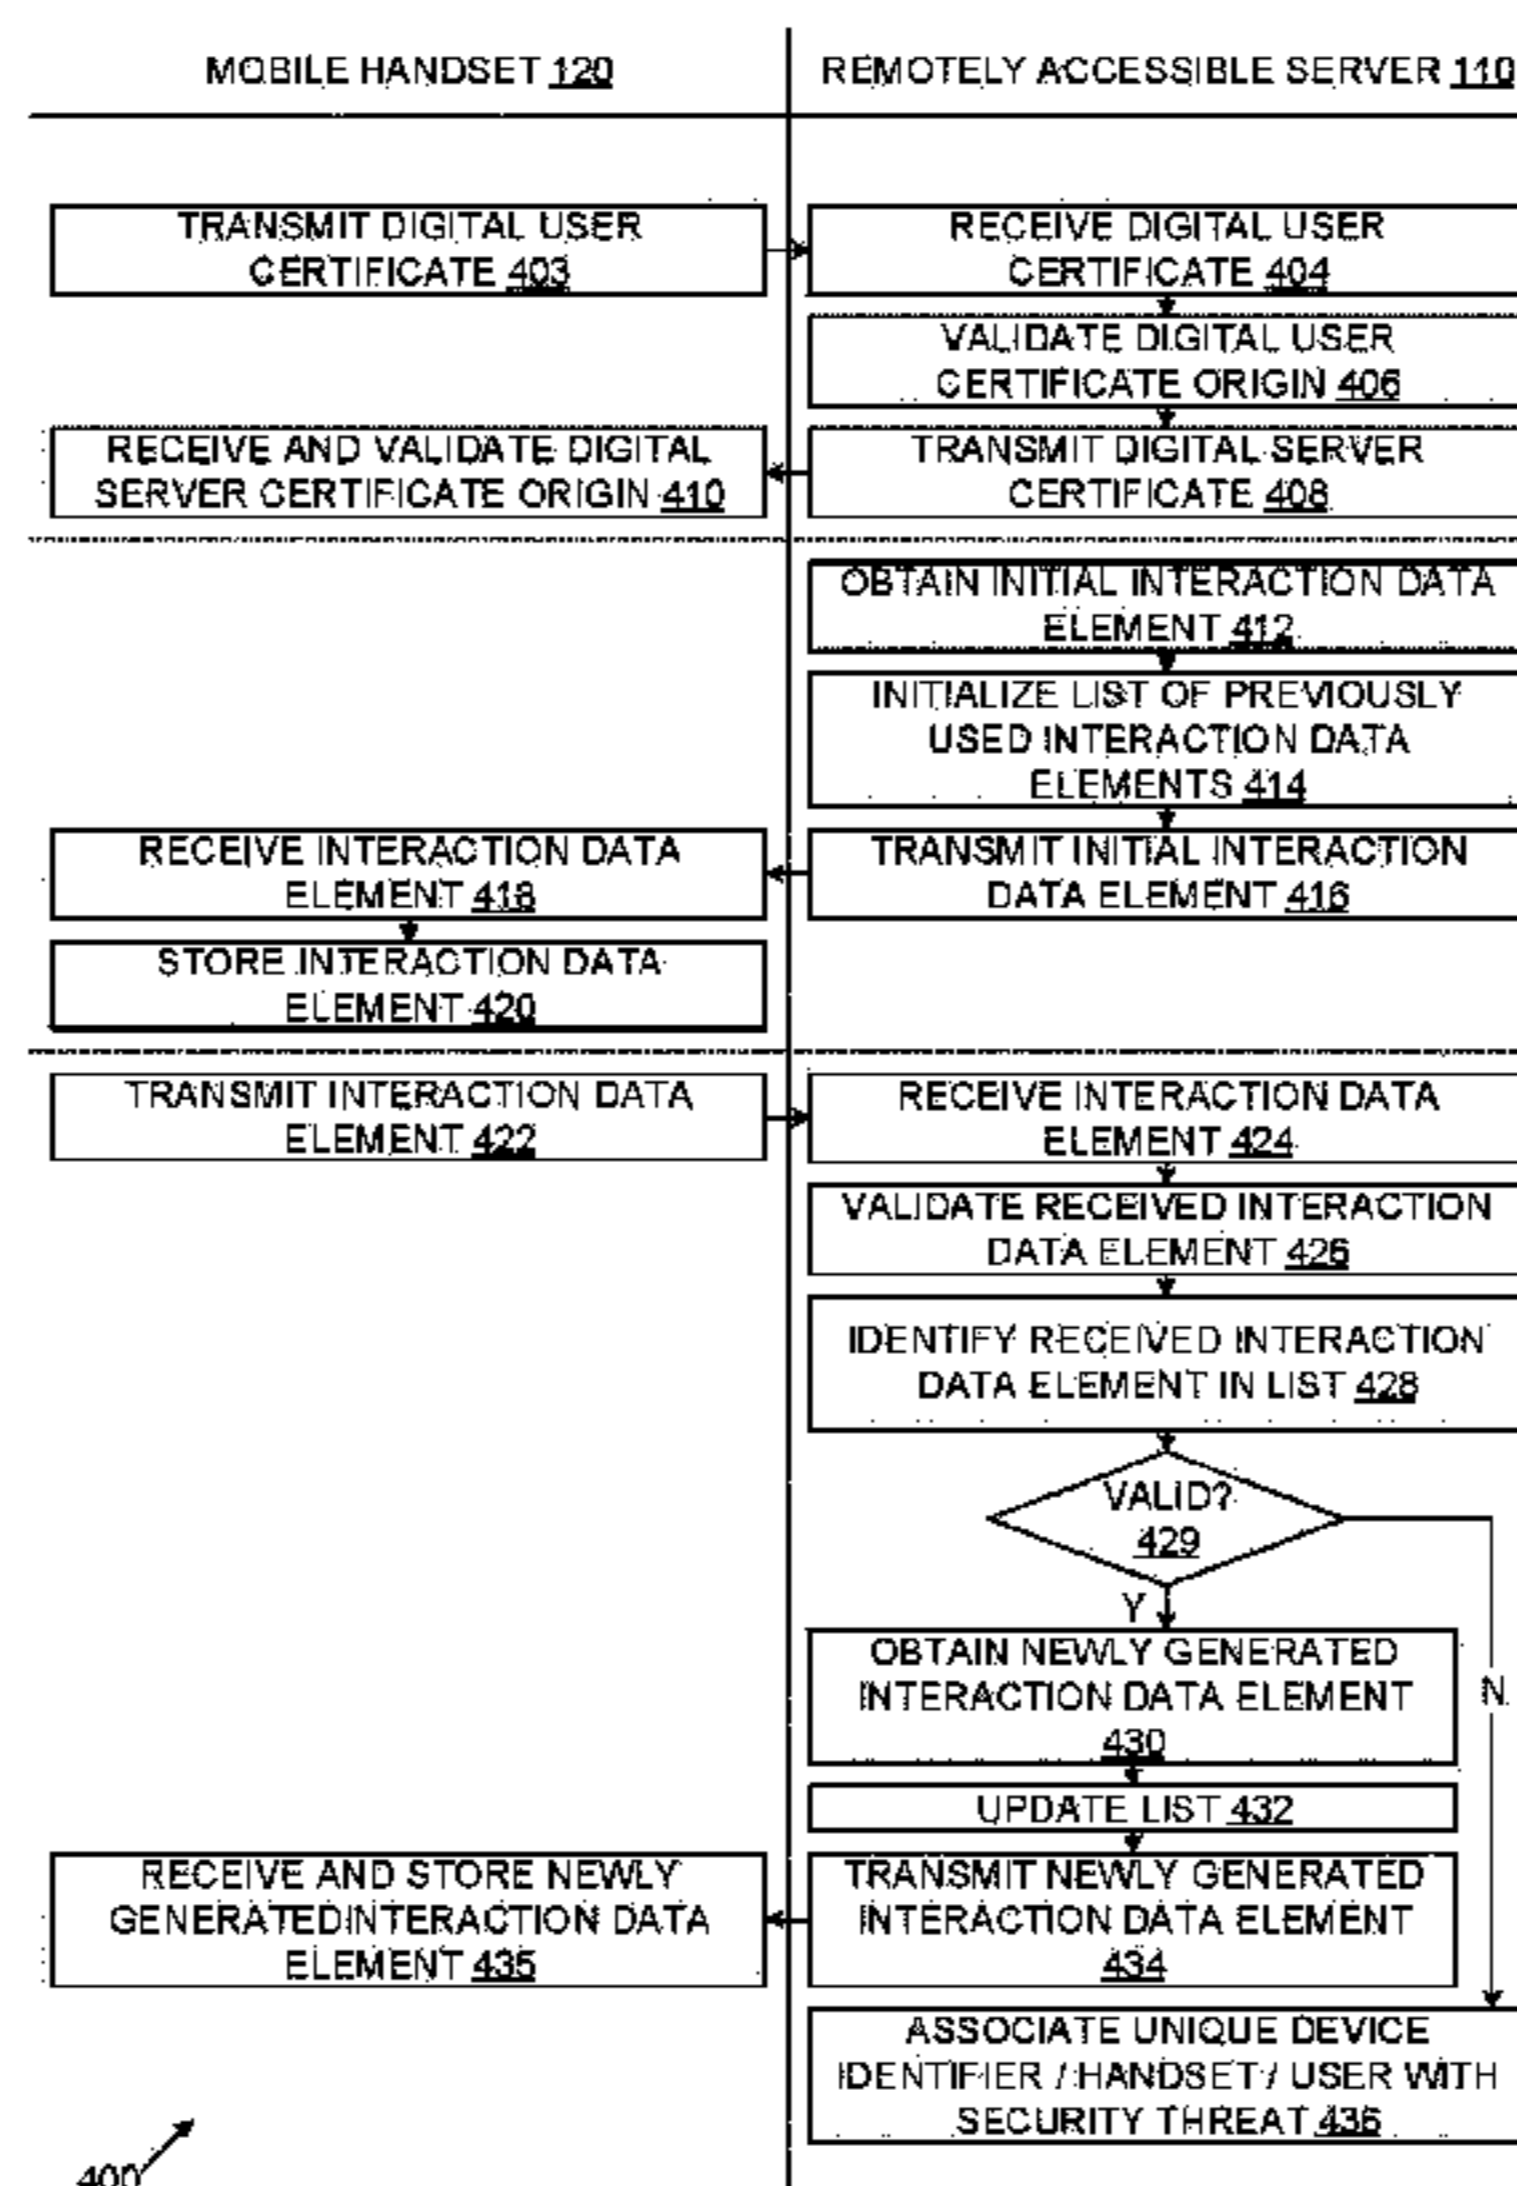 MOBILE HANDSET 120
REMOTELY ACCESSIBLE SERVER 110
TRANSMIT DIGITAL USER
CERTIFICATE 403
RECEIVE DIGITAL USER
CERTIFICATE 404
VALIDATE DIGITAL USER
CERTIFICATE ORIGIN 406
TRANSMIT DIGITAL SERVER
CERTIFICATE 408
RECEIVE AND VALIDATE DIGITAL
SERVER CERTIFICATE ORIGIN 410
OBTAIN INITIAL INTERACTION DATA
ELEMENT 412
INITIALIZE LIST OF PREVIOUSLY
USED INTERACTION DATA
ELEMENTS 414
TRANSMIT INITIAL INTERACTION
DATA ELEMENT 416
RECEIVE INTERACTION DATA
ELEMENT 418
STORE INTERACTION DATA
ELEMENT 420
TRANSMIT INTERACTION DATA
ELEMENT 422
RECEIVE INTERACTION DATA
ELEMENT 424
VALIDATE RECEIVED INTERACTION
DATA ELEMENT 426
IDENTIFY RECEIVED INTERACTION
DATA ELEMENT IN LIST 428
VALID?
429
Y
N
OBTAIN NEWLY GENERATED
INTERACTION DATA ELEMENT
430
UPDATE LIST 432
TRANSMIT NEWLY GENERATED
INTERACTION DATA ELEMENT
434
RECEIVE AND STORE NEWLY
GENERATEDINTERACTION DATA
ELEMENT 435
ASSOCIATE UNIQUE DEVICE
IDENTIFIER / HANDSET / USER WITH
SECURITY THREAT 436
400